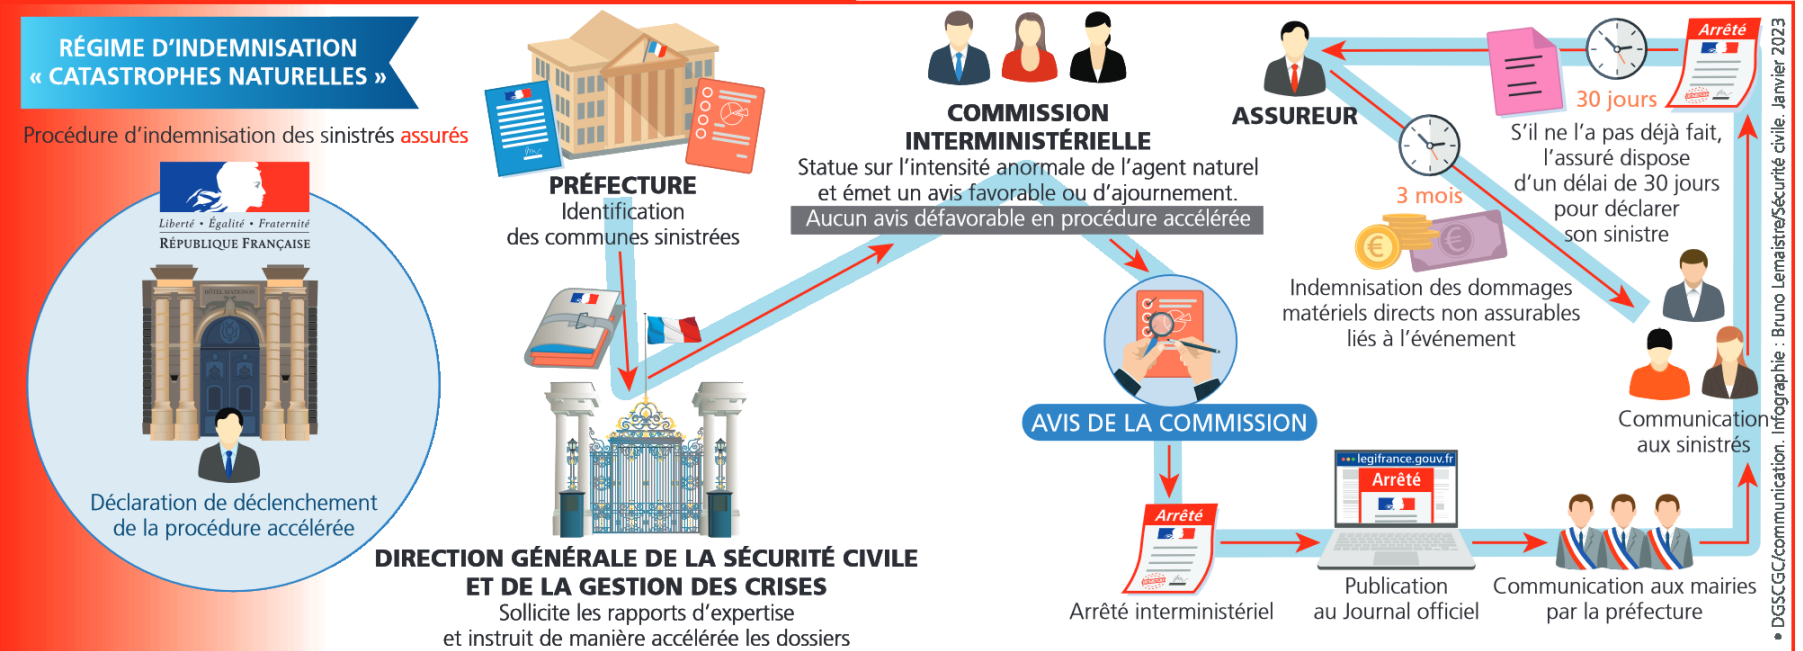 RÉGIME D’INDEMNISATION
« CATASTROPHES NATURELLES »
Procédure d’indemnisation des sinistrés assurés
Liberté • Égalité • Fraternité
RÉPUBLIQUE FRANÇAISE
HÔTEL MATIGNON
Déclaration de déclenchement
de la procédure accélérée
PRÉFECTURE
Identification
des communes sinistrées
DIRECTION GÉNÉRALE DE LA SÉCURITÉ CIVILE
ET DE LA GESTION DES CRISES
Sollicite les rapports d’expertise
et instruit de manière accélérée les dossiers
COMMISSION
INTERMINISTÉRIELLE
Statue sur l’intensité anormale de l’agent naturel
et émet un avis favorable ou d’ajournement.
Aucun avis défavorable en procédure accélérée
AVIS DE LA COMMISSION
Arrêté
Arrêté interministériel
legifrance.gouv.fr
Arrêté
Publication
au Journal officiel
Communication aux mairies
par la préfecture
Communication
aux sinistrés
Arrêté
30 jours
S’il ne l’a pas déjà fait,
l’assuré dispose
d’un délai de 30 jours
pour déclarer
son sinistre
ASSUREUR
3 mois
Indemnisation des dommages
matériels directs non assurables
liés à l’événement
• DGSCGC/communication. Infographie : Bruno Lemaistre/Sécurité civile. Janvier 2023